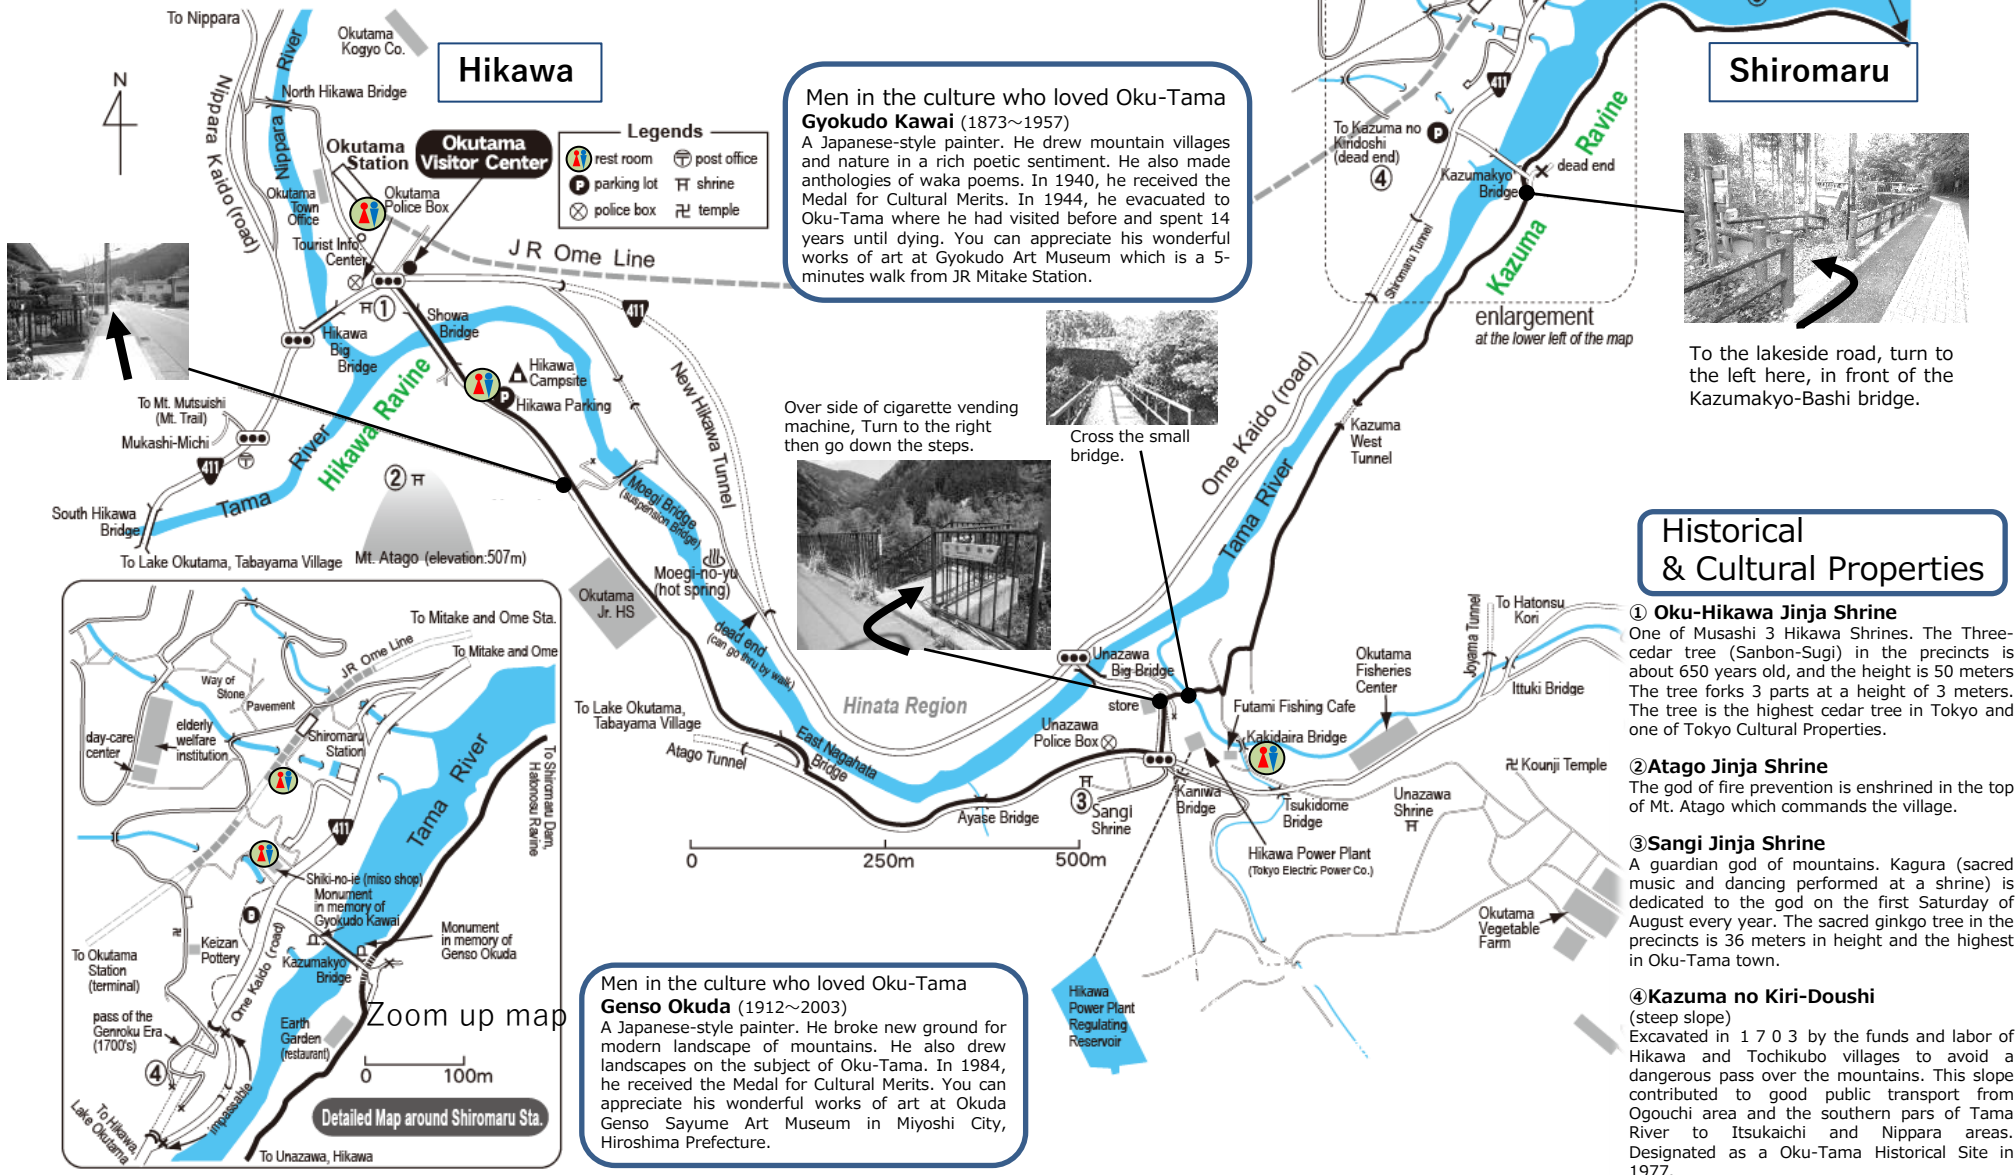 To Nippara
Okutama
Kogyo Co.
Hikawa
Shiromaru
N
Nippara Kaido (road)
Nippara
River
North Hikawa Bridge
Okutama
Station
Okutama
Visitor Center
Legends
rest room
post office
P parking lot
shrine
police box
temple
Okutama
Town
Office
Okutama
Police Box
Tourist Info.
Center
JR Ome Line
①
Hikawa
Big
Bridge
Showa
Bridge
411
New Hikawa Tunnel
Hikawa
Campsite
P
Hikawa Parking
Hikawa Ravine
To Mt. Mutsuishi
(Mt. Trail)
Mukashi-Michi
411
River
Tama
South Hikawa
Bridge
To Lake Okutama, Tabayama Village
②
Mt. Atago (elevation:507m)
Moegi Bridge
(suspension Bridge)
Moegi-no-yu
(hot spring)
Okutama
Jr. HS
dead end
(can go thru by walk)
Men in the culture who loved Oku-Tama
Gyokudo Kawai (1873～1957)
A Japanese-style painter. He drew mountain villages
and nature in a rich poetic sentiment. He also made
anthologies of waka poems. In 1940, he received the
Medal for Cultural Merits. In 1944, he evacuated to
Oku-Tama where he had visited before and spent 14
years until dying. You can appreciate his wonderful
works of art at Gyokudo Art Museum which is a 5-
minutes walk from JR Mitake Station.
411
To Kazuma no
Kiridoshi
(dead end)
④
P
Kazumakyo
Bridge
dead end
Ravine
Kazuma
Shiromaru Tunnel
enlargement
at the lower left of the map
To the lakeside road, turn to
the left here, in front of the
Kazumakyo-Bashi bridge.
Over side of cigarette vending
machine, Turn to the right
then go down the steps.
Cross the small
bridge.
Ome Kaido (road)
Kazuma
West
Tunnel
Tama River
Hinata Region
To Lake Okutama,
Tabayama Village
Atago Tunnel
East Nagahata
Bridge
Unazawa
Big Bridge
store
Unazawa
Police Box
Futami Fishing Cafe
Kakidaira Bridge
Okutama
Fisheries
Center
Joyama Tunnel
To Hatonsu
Kori
Ittuki Bridge
Kounji Temple
③
Sangi
Shrine
Kaniwa
Bridge
Ayase Bridge
Tsukidome
Bridge
Unazawa
Shrine
Hikawa Power Plant
(Tokyo Electric Power Co.)
0
250m
500m
Okutama
Vegetable
Farm
Hikawa
Power Plant
Regulating
Reservoir
To Mitake and Ome Sta.
JR Ome Line
To Mitake and Ome
Way of
Stone
Pavement
day-care
center
elderly
welfare
institution
Shiromaru
Station
Tama River
To Shiromaru Dam,
Hatonosu Ravine
411
Shiki-no-ie (miso shop)
Monument
in memory of
Gyokudo Kawai
P
Monument
in memory of
Genso Okuda
Keizan
Pottery
To Okutama
Station
(terminal)
Ome Kaido (road)
Kazumakyo
Bridge
pass of the
Genroku Era
(1700's)
Earth
Garden
(restaurant)
Zoom up map
④
0
100m
impassable
To Hikawa,
Lake Okutama
Detailed Map around Shiromaru Sta.
To Unazawa, Hikawa
Men in the culture who loved Oku-Tama
Genso Okuda (1912～2003)
A Japanese-style painter. He broke new ground for
modern landscape of mountains. He also drew
landscapes on the subject of Oku-Tama. In 1984,
he received the Medal for Cultural Merits. You can
appreciate his wonderful works of art at Okuda
Genso Sayume Art Museum in Miyoshi City,
Hiroshima Prefecture.
Historical
& Cultural Properties
① Oku-Hikawa Jinja Shrine
One of Musashi 3 Hikawa Shrines. The Three-
cedar tree (Sanbon-Sugi) in the precincts is
about 650 years old, and the height is 50 meters
The tree forks 3 parts at a height of 3 meters.
The tree is the highest cedar tree in Tokyo and
one of Tokyo Cultural Properties.
②Atago Jinja Shrine
The god of fire prevention is enshrined in the top
of Mt. Atago which commands the village.
③Sangi Jinja Shrine
A guardian god of mountains. Kagura (sacred
music and dancing performed at a shrine) is
dedicated to the god on the first Saturday of
August every year. The sacred ginkgo tree in the
precincts is 36 meters in height and the highest
in Oku-Tama town.
④Kazuma no Kiri-Doushi
(steep slope)
Excavated in １７０３ by the funds and labor of
Hikawa and Tochikubo villages to avoid a
dangerous pass over the mountains. This slope
contributed to good public transport from
Ogouchi area and the southern pars of Tama
River to Itsukaichi and Nippara areas.
Designated as a Oku-Tama Historical Site in
1977.